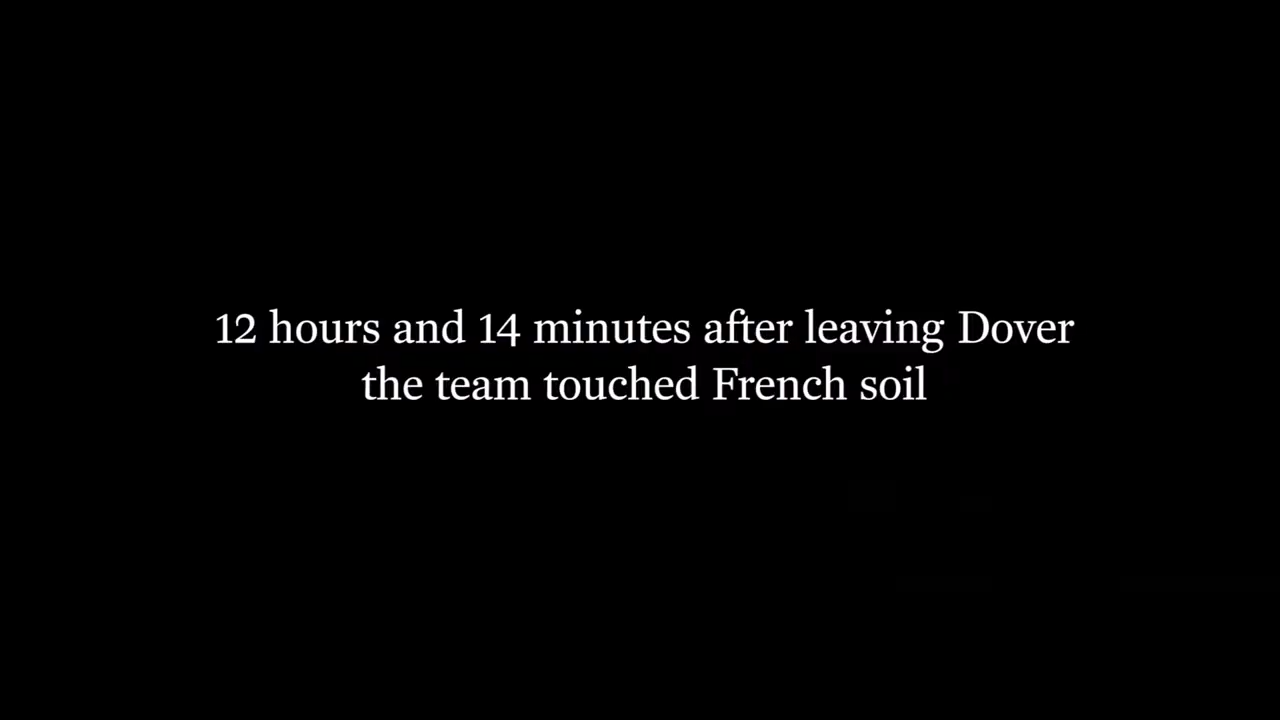 12 hours and 14 minutes after leaving Dover
the team touched French soil